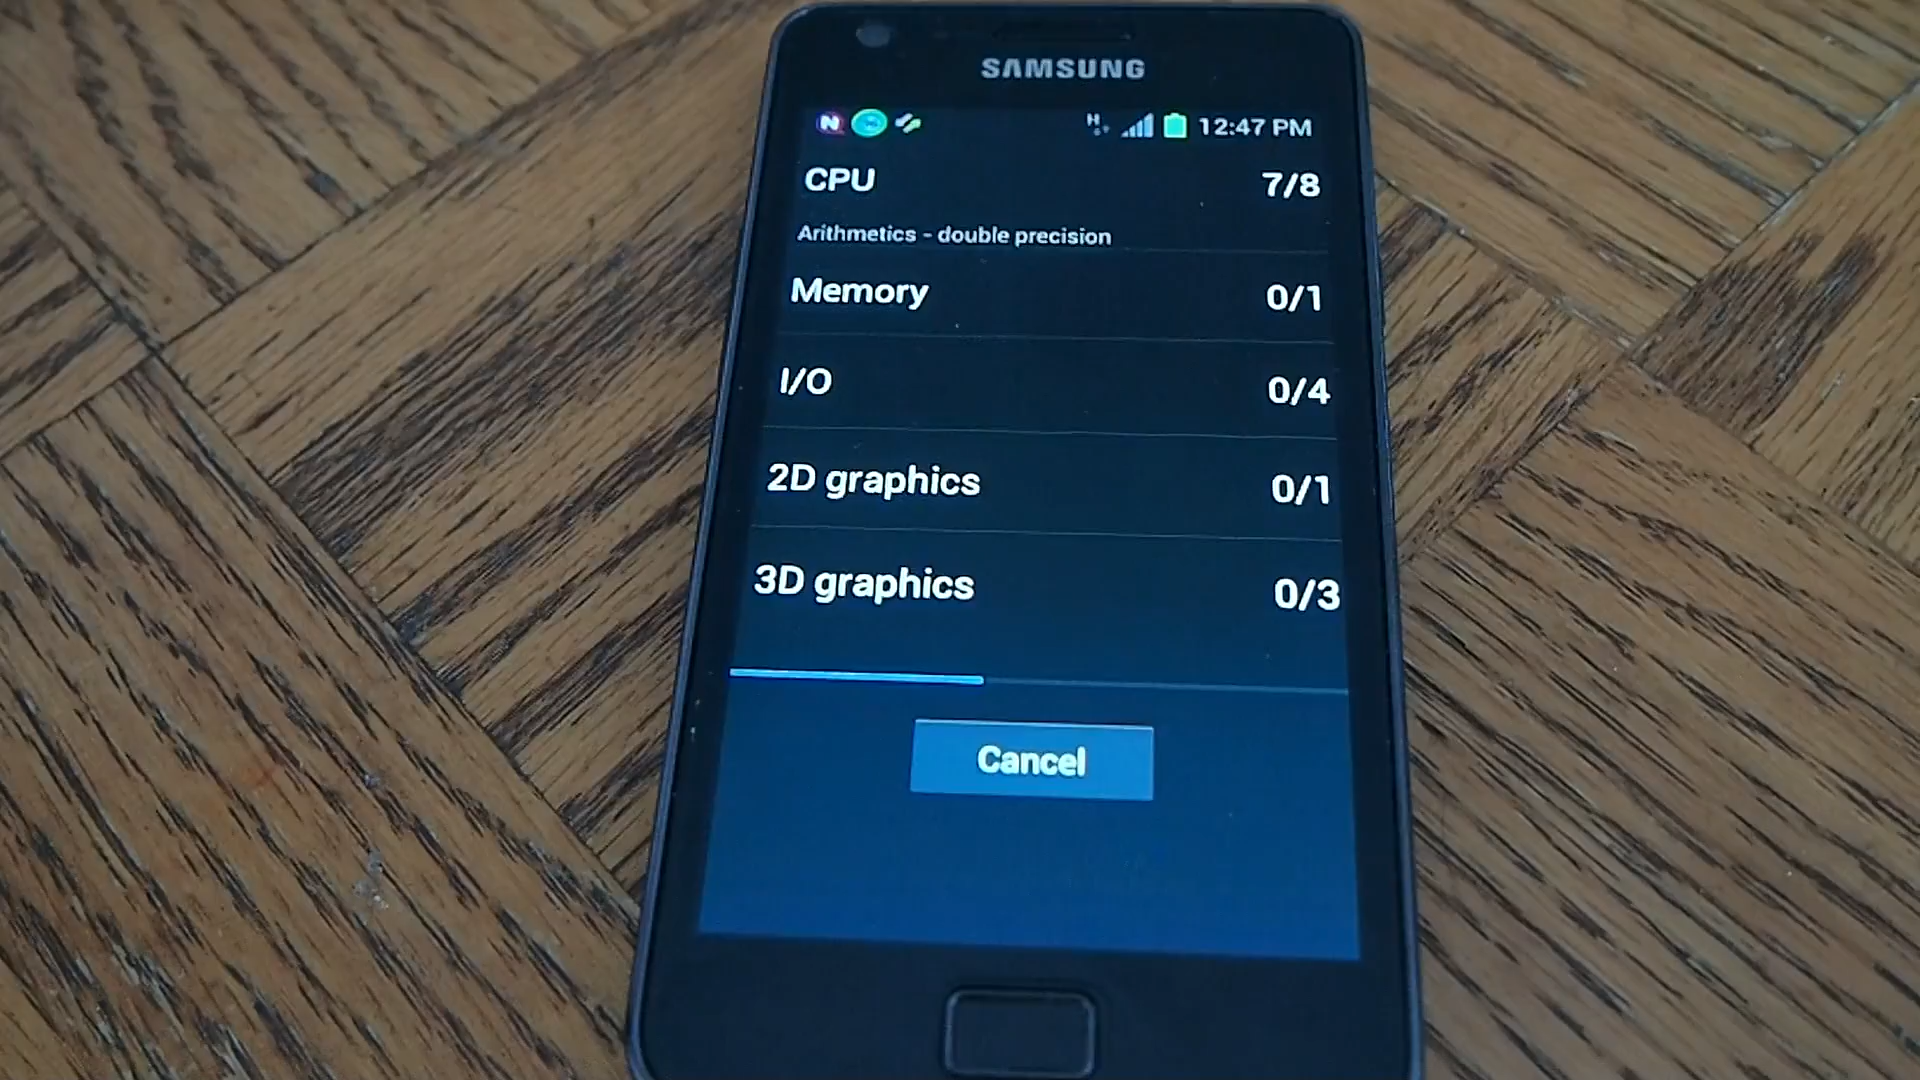 SAMSUNG
N H 12:47 PM
CPU 7/8
Arithmetics - double precision
Memory 0/1
I/O 0/4
2D graphics 0/1
3D graphics 0/3
Cancel